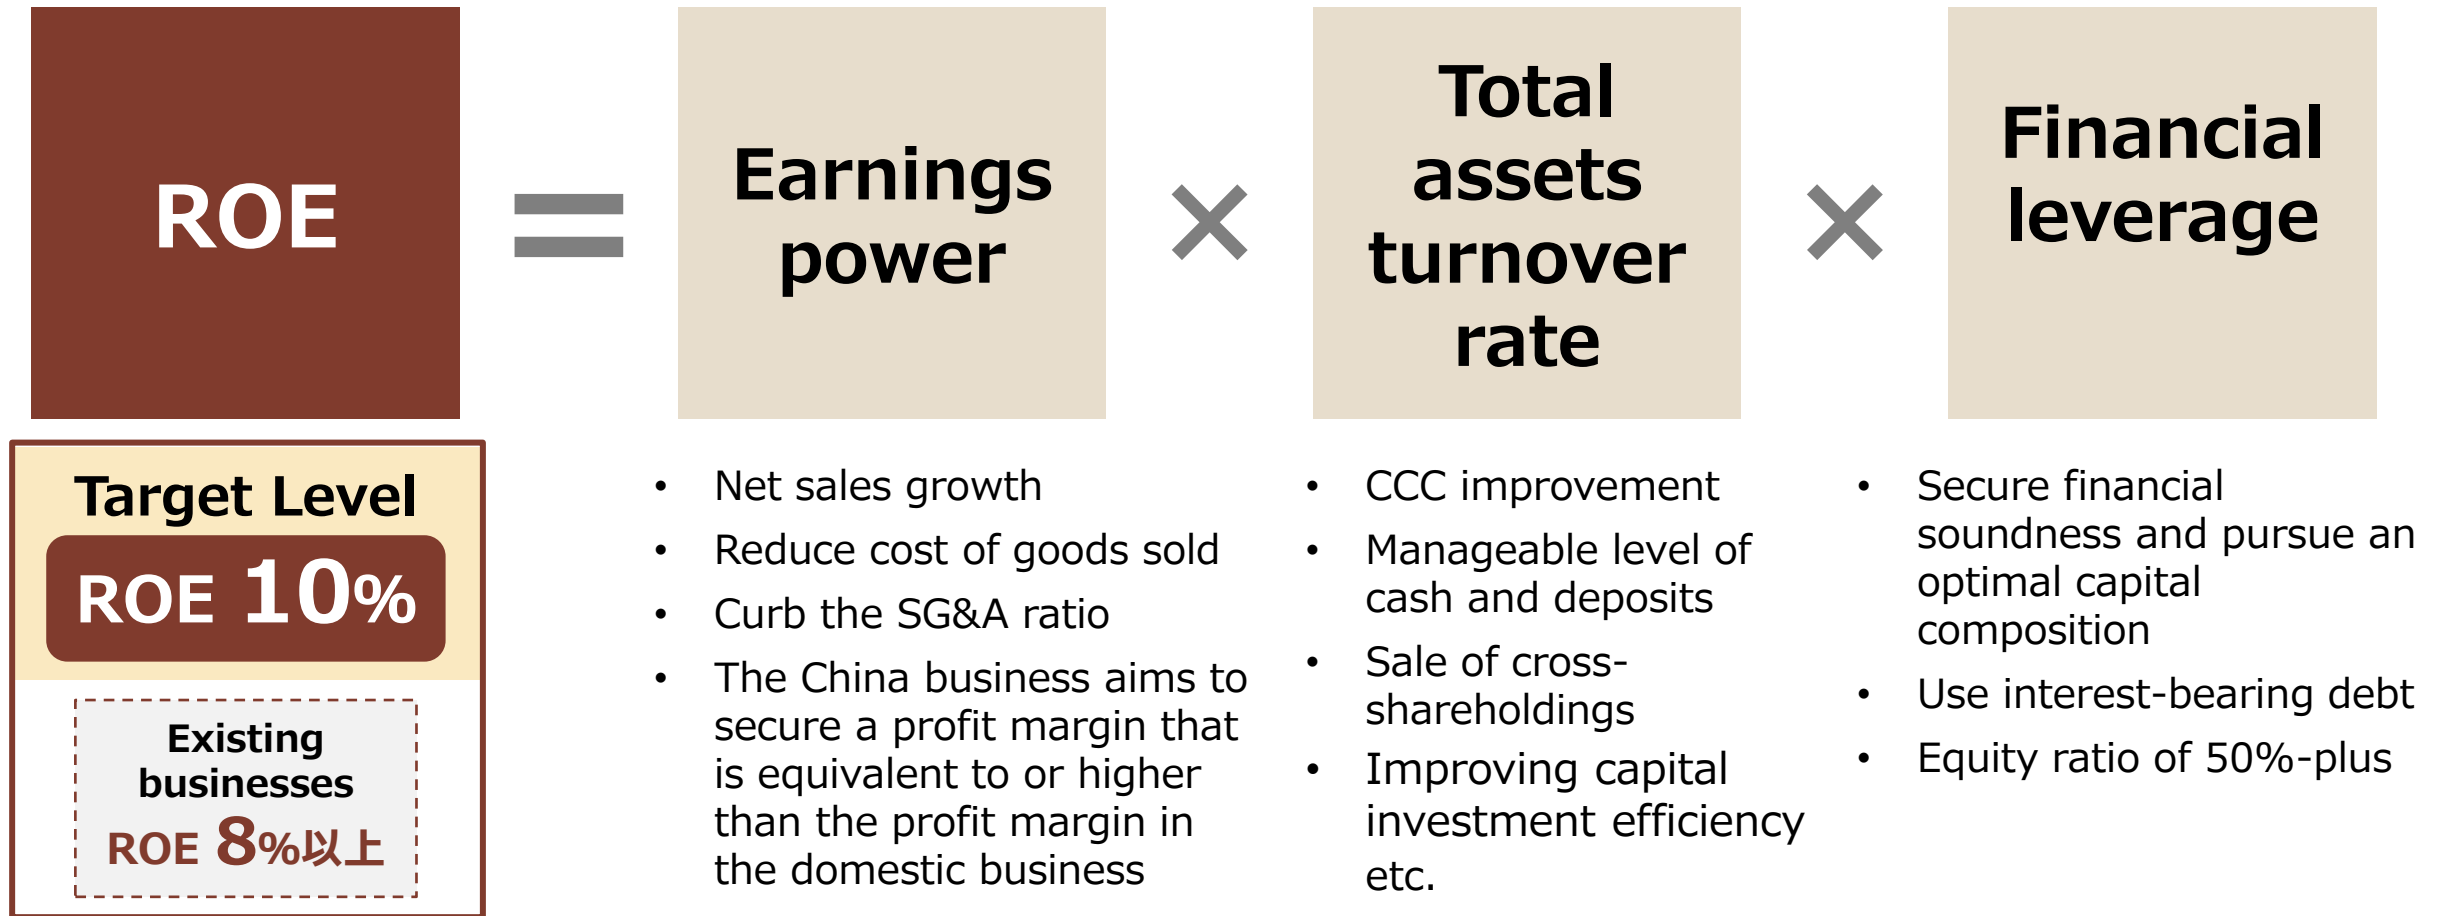 ROE
=
Earnings
power
×
Total
assets
turnover
rate
×
Financial
leverage
Target Level
ROE 10%
Existing
businesses
ROE 8%以上
• Net sales growth
• Reduce cost of goods sold
• Curb the SG&A ratio
• The China business aims to
secure a profit margin that
is equivalent to or higher
than the profit margin in
the domestic business
• CCC improvement
• Manageable level of
cash and deposits
• Sale of cross-
shareholdings
• Improving capital
investment efficiency
etc.
• Secure financial
soundness and pursue an
optimal capital
composition
• Use interest-bearing debt
• Equity ratio of 50%-plus